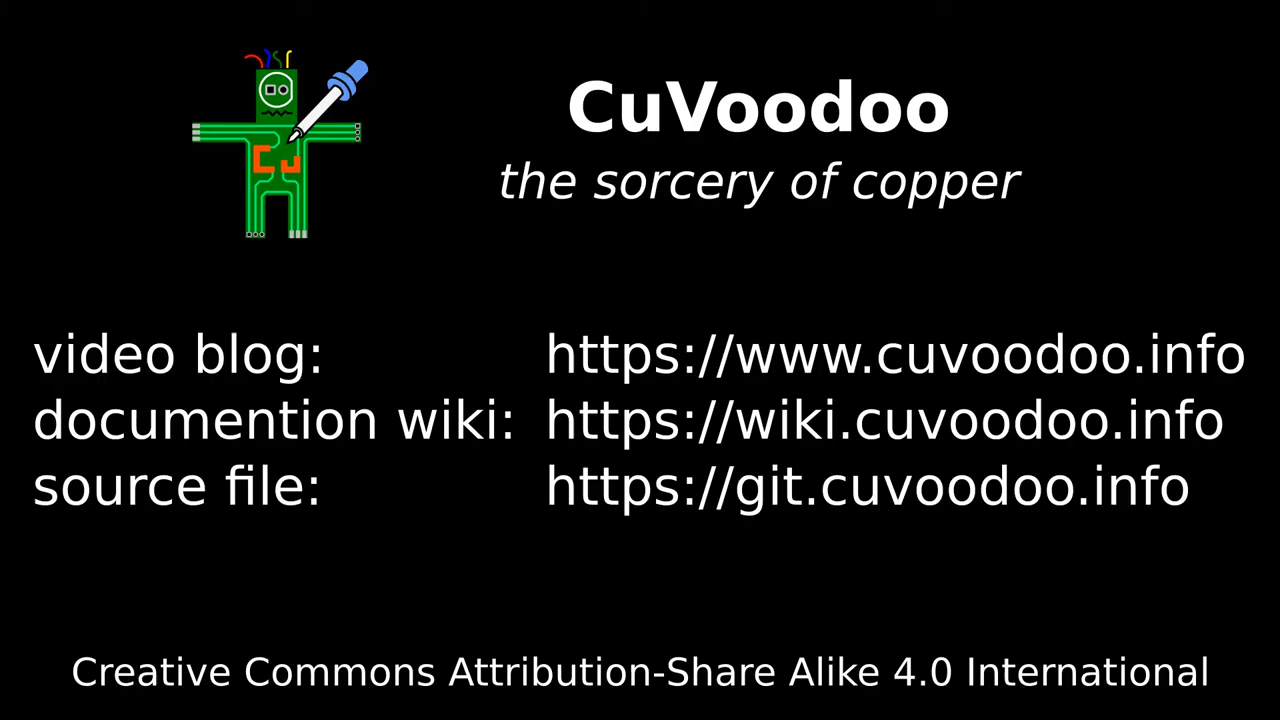 Cu
CuVoodoo
the sorcery of copper
video blog: https://www.cuvoodoo.info
documention wiki: https://wiki.cuvoodoo.info
source file: https://git.cuvoodoo.info
Creative Commons Attribution-Share Alike 4.0 International